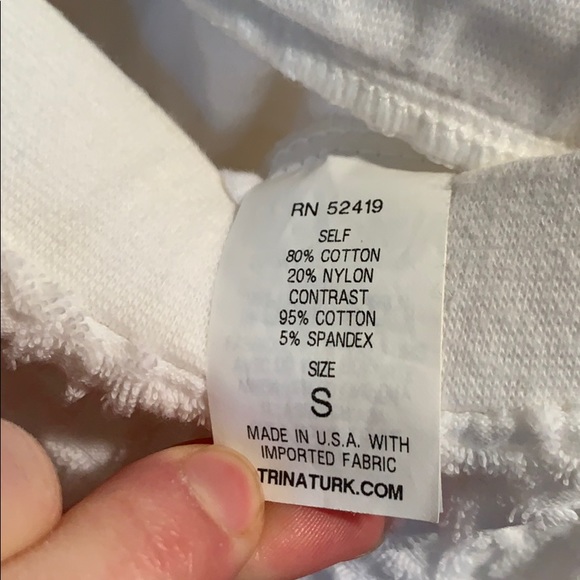 RN 52419
SELF
80% COTTON
20% NYLON
CONTRAST
95% COTTON
5% SPANDEX
SIZE
S
MADE IN U.S.A. WITH
IMPORTED FABRIC
TRINATURK.COM